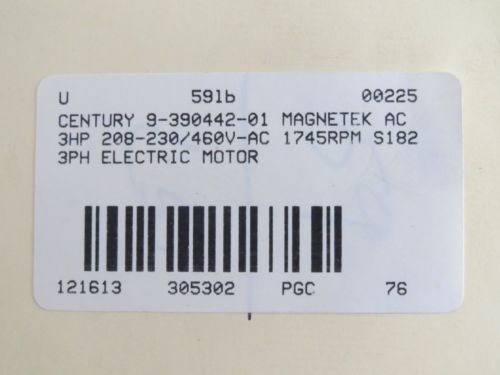 U 59lb 00225
CENTURY 9-390442-01 MAGNETEK AC
3HP 208-230/460V-AC 1745RPM S182
3PH ELECTRIC MOTOR
121613 305302 PGC 76